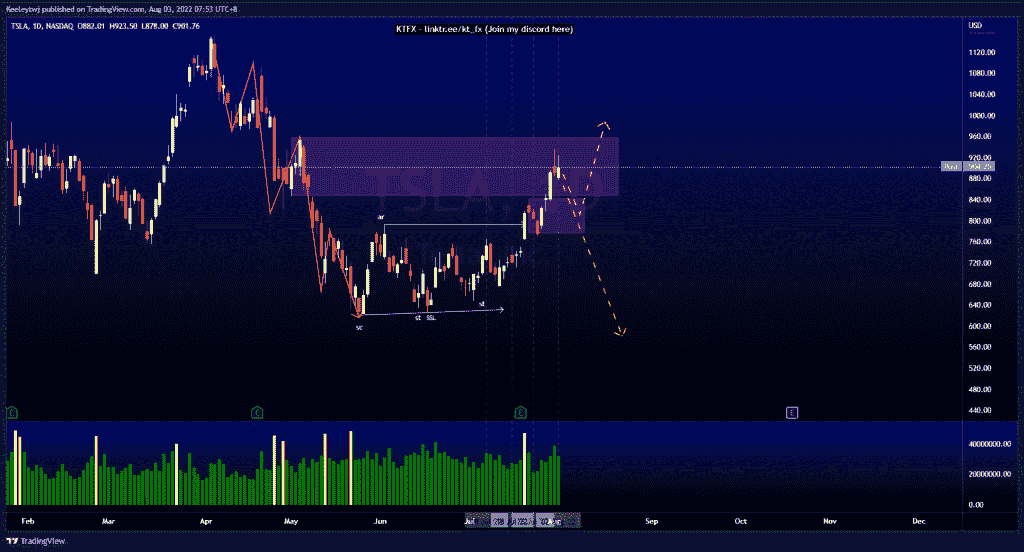 Keeleytwj published on TradingView.com, Aug 03, 2022 07:53 UTC+8
TSLA, 1D, NASDAQ O882.01 H923.50 L878.00 C901.76
KTFX - linktr.ee/kt_fx (Join my discord here)
USD
1120.00
1080.00
1040.00
1000.00
960.00
920.00
880.00
840.00
800.00
760.00
720.00
680.00
640.00
600.00
560.00
520.00
480.00
440.00
TSLA,
ar
sc
st
SSL
st
E
E
E
E
40000000.00
20000000.00
0.00
Feb
Mar
Apr
May
Jun
Sep
Oct
Nov
Dec
TradingView